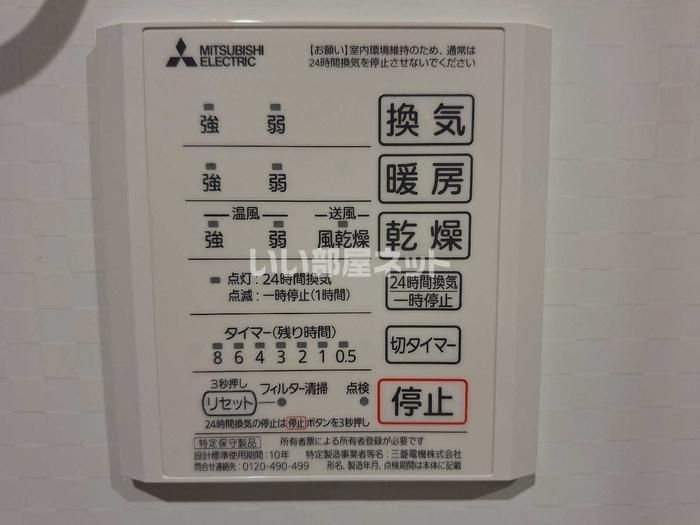 MITSUBISHI
ELECTRIC
【お願い】室内環境維持のため、通常は
24時間換気を停止させないでください
強 弱 換気
強 弱 暖房
温風 送風
強 弱 風乾燥 乾燥
いい部屋ネット
点灯:24時間換気
点滅:一時停止(1時間)
24時間換気
一時停止
タイマー(残り時間)
8 6 4 3 2 1 0.5
切タイマー
3秒押し
リセット フィルター清掃 点検
停止
24時間換気の停止は停止ボタンを3秒押し
特定保守製品 所有者票による所有者登録が必要です
設計標準使用期間:10年 特定製造事業者等名:三菱電機株式会社
問合せ連絡先:0120-490-499 形名、製造年月、点検期間は本体に記載